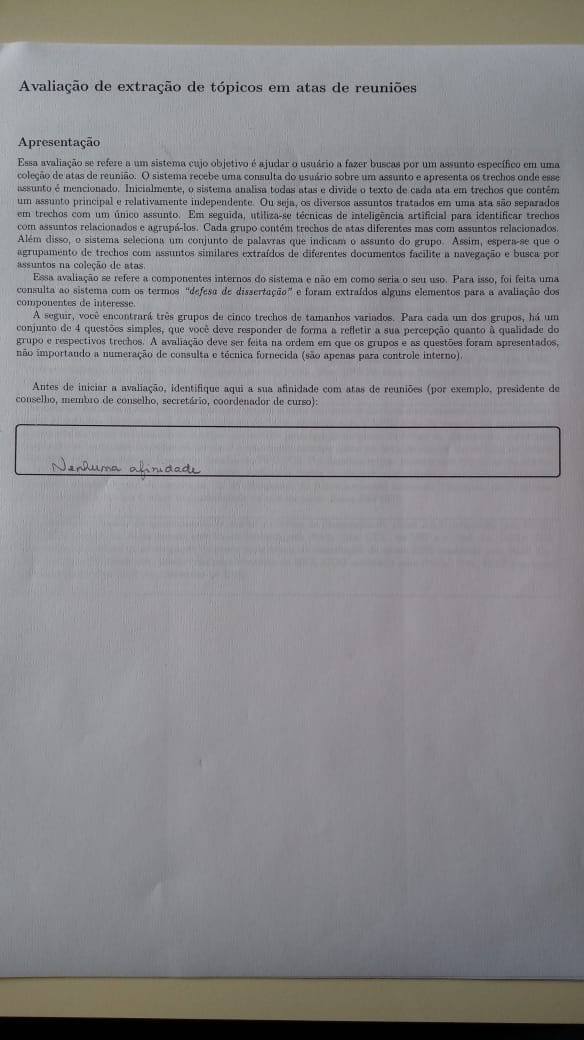 Avaliação de extração de tópicos em atas de reuniões
Apresentação
Essa avaliação se refere a um sistema cujo objetivo é ajudar o usuário a fazer buscas por um assunto específico em uma
coleção de atas de reunião. O sistema recebe uma consulta do usuário sobre um assunto e apresenta os trechos onde esse
assunto é mencionado. Inicialmente, o sistema analisa todas atas e divide o texto de cada ata em trechos que contêm
um assunto principal e relativamente independente. Ou seja, os diversos assuntos tratados em uma ata são separados
em trechos com um único assunto. Em seguida, utiliza-se técnicas de inteligência artificial para identificar trechos
com assuntos relacionados e agrupá-los. Cada grupo contém trechos de atas diferentes mas com assuntos relacionados.
Além disso, o sistema seleciona um conjunto de palavras que indicam o assunto do grupo. Assim, espera-se que o
agrupamento de trechos com assuntos similares extraídos de diferentes documentos facilite a navegação e busca por
assuntos na coleção de atas.
Essa avaliação se refere a componentes internos do sistema e não em como seria o seu uso. Para isso, foi feita uma
consulta ao sistema com os termos "defesa de dissertação" e foram extraídos alguns elementos para a avaliação dos
componentes de interesse.
A seguir, você encontrará três grupos de cinco trechos de tamanhos variados. Para cada um dos grupos, há um
conjunto de 4 questões simples, que você deve responder de forma a refletir a sua percepção quanto à qualidade do
grupo e respectivos trechos. A avaliação deve ser feita na ordem em que os grupos e as questões foram apresentados,
não importando a numeração de consulta e técnica fornecida (são apenas para controle interno).
Antes de iniciar a avaliação, identifique aqui a sua afinidade com atas de reuniões (por exemplo, presidente de
conselho, membro de conselho, secretário, coordenador de curso):
Nenhuma afinidade